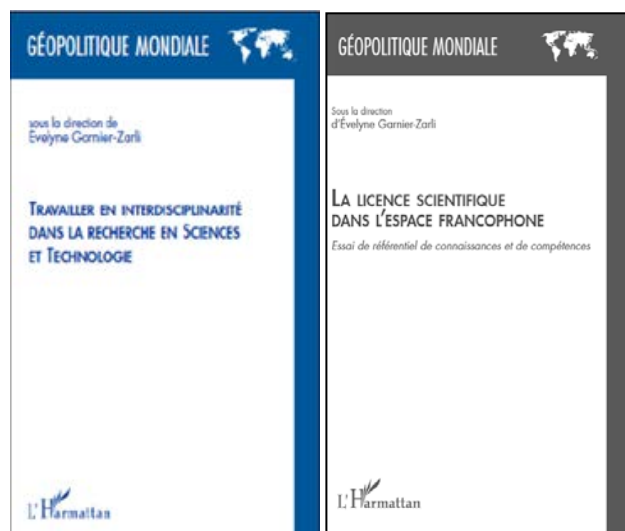 GÉOPOLITIQUE MONDIALE
sous la direction de
Evelyne Garnier-Zarli
TRAVAILLER EN INTERDISCIPLINARITÉ
DANS LA RECHERCHE EN SCIENCES
ET TECHNOLOGIE
L'Harmattan
GÉOPOLITIQUE MONDIALE
Sous la direction
d'Évelyne Garnier-Zarli
LA LICENCE SCIENTIFIQUE
DANS L'ESPACE FRANCOPHONE
Essai de référentiel de connaissances et de compétences
L'Harmattan